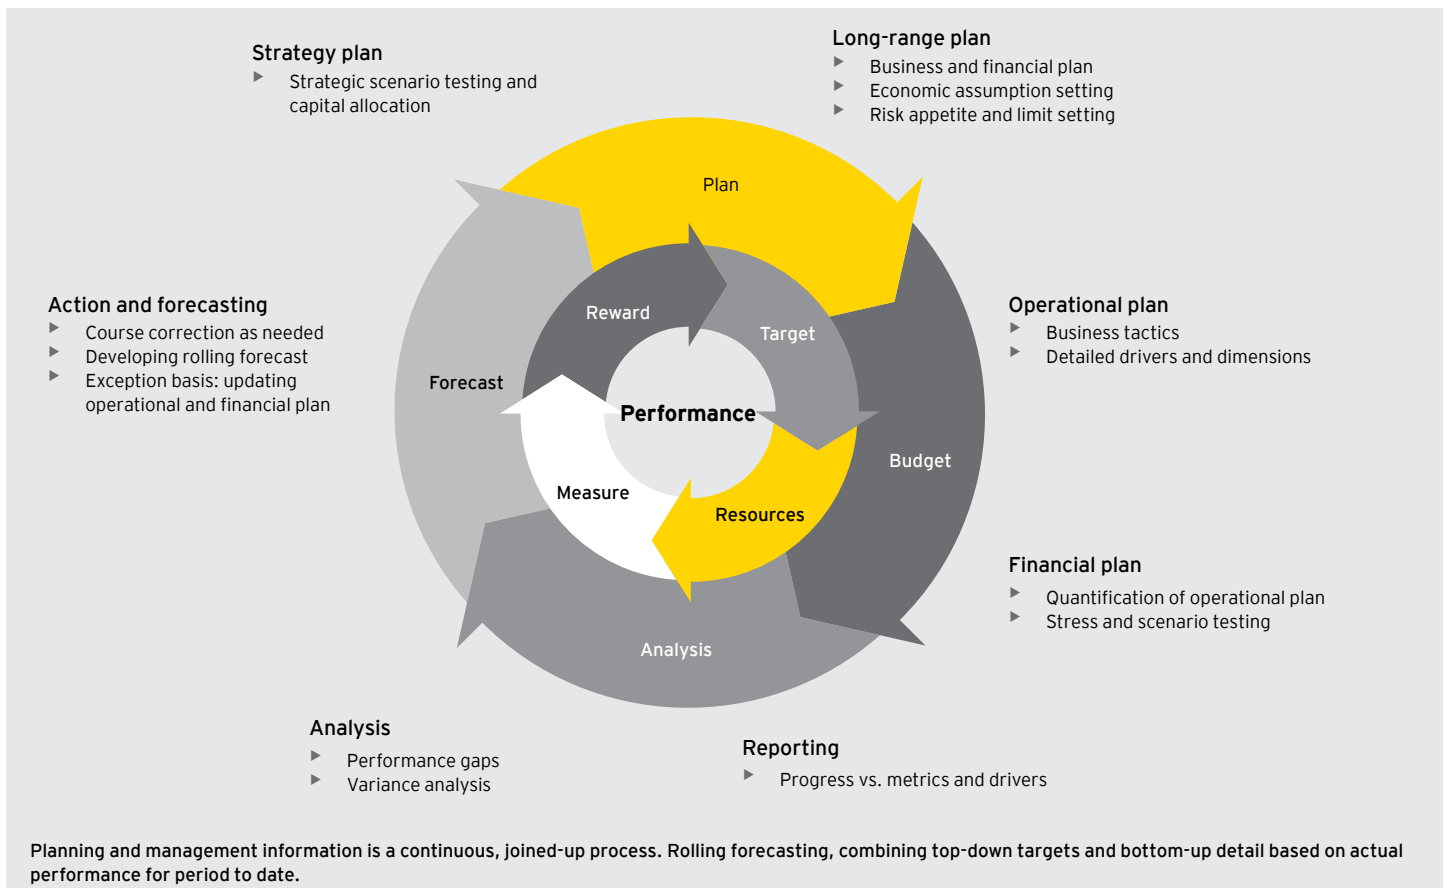 Strategy plan
Strategic scenario testing and
capital allocation
Long-range plan
Business and financial plan
Economic assumption setting
Risk appetite and limit setting
Plan
Action and forecasting
Course correction as needed
Developing rolling forecast
Exception basis: updating
operational and financial plan
Operational plan
Business tactics
Detailed drivers and dimensions
Reward
Target
Forecast
Performance
Budget
Measure
Resources
Financial plan
Quantification of operational plan
Stress and scenario testing
Analysis
Analysis
Performance gaps
Variance analysis
Reporting
Progress vs. metrics and drivers
Planning and management information is a continuous, joined-up process. Rolling forecasting, combining top-down targets and bottom-up detail based on actual
performance for period to date.